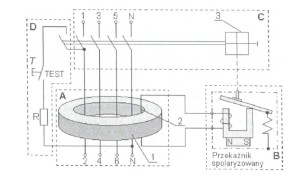 1 3 5 N
3
D
C
T
TEST
A
R
2
2 4 6 N
1
N S
B
Przekaźnik
spolaryzowany